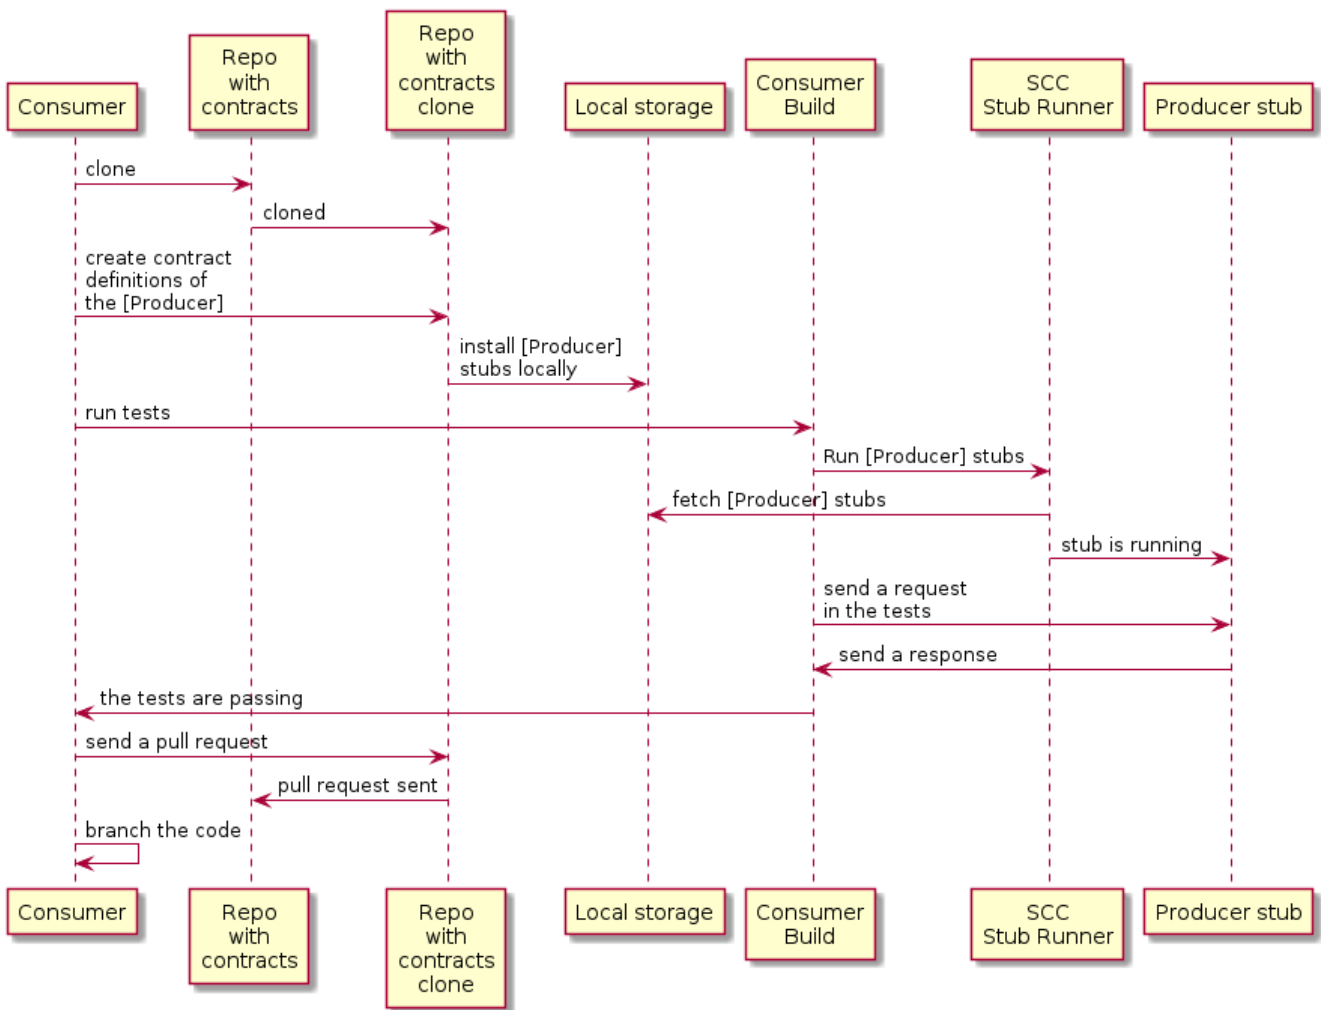 Consumer
Repo
with
contracts
Repo
with
contracts
clone
Local storage
Consumer
Build
SCC
Stub Runner
Producer stub
clone
cloned
create contract
definitions of
the [Producer]
install [Producer]
stubs locally
run tests
Run [Producer] stubs
fetch [Producer] stubs
stub is running
send a request
in the tests
send a response
the tests are passing
send a pull request
pull request sent
branch the code
Consumer
Repo
with
contracts
Repo
with
contracts
clone
Local storage
Consumer
Build
SCC
Stub Runner
Producer stub